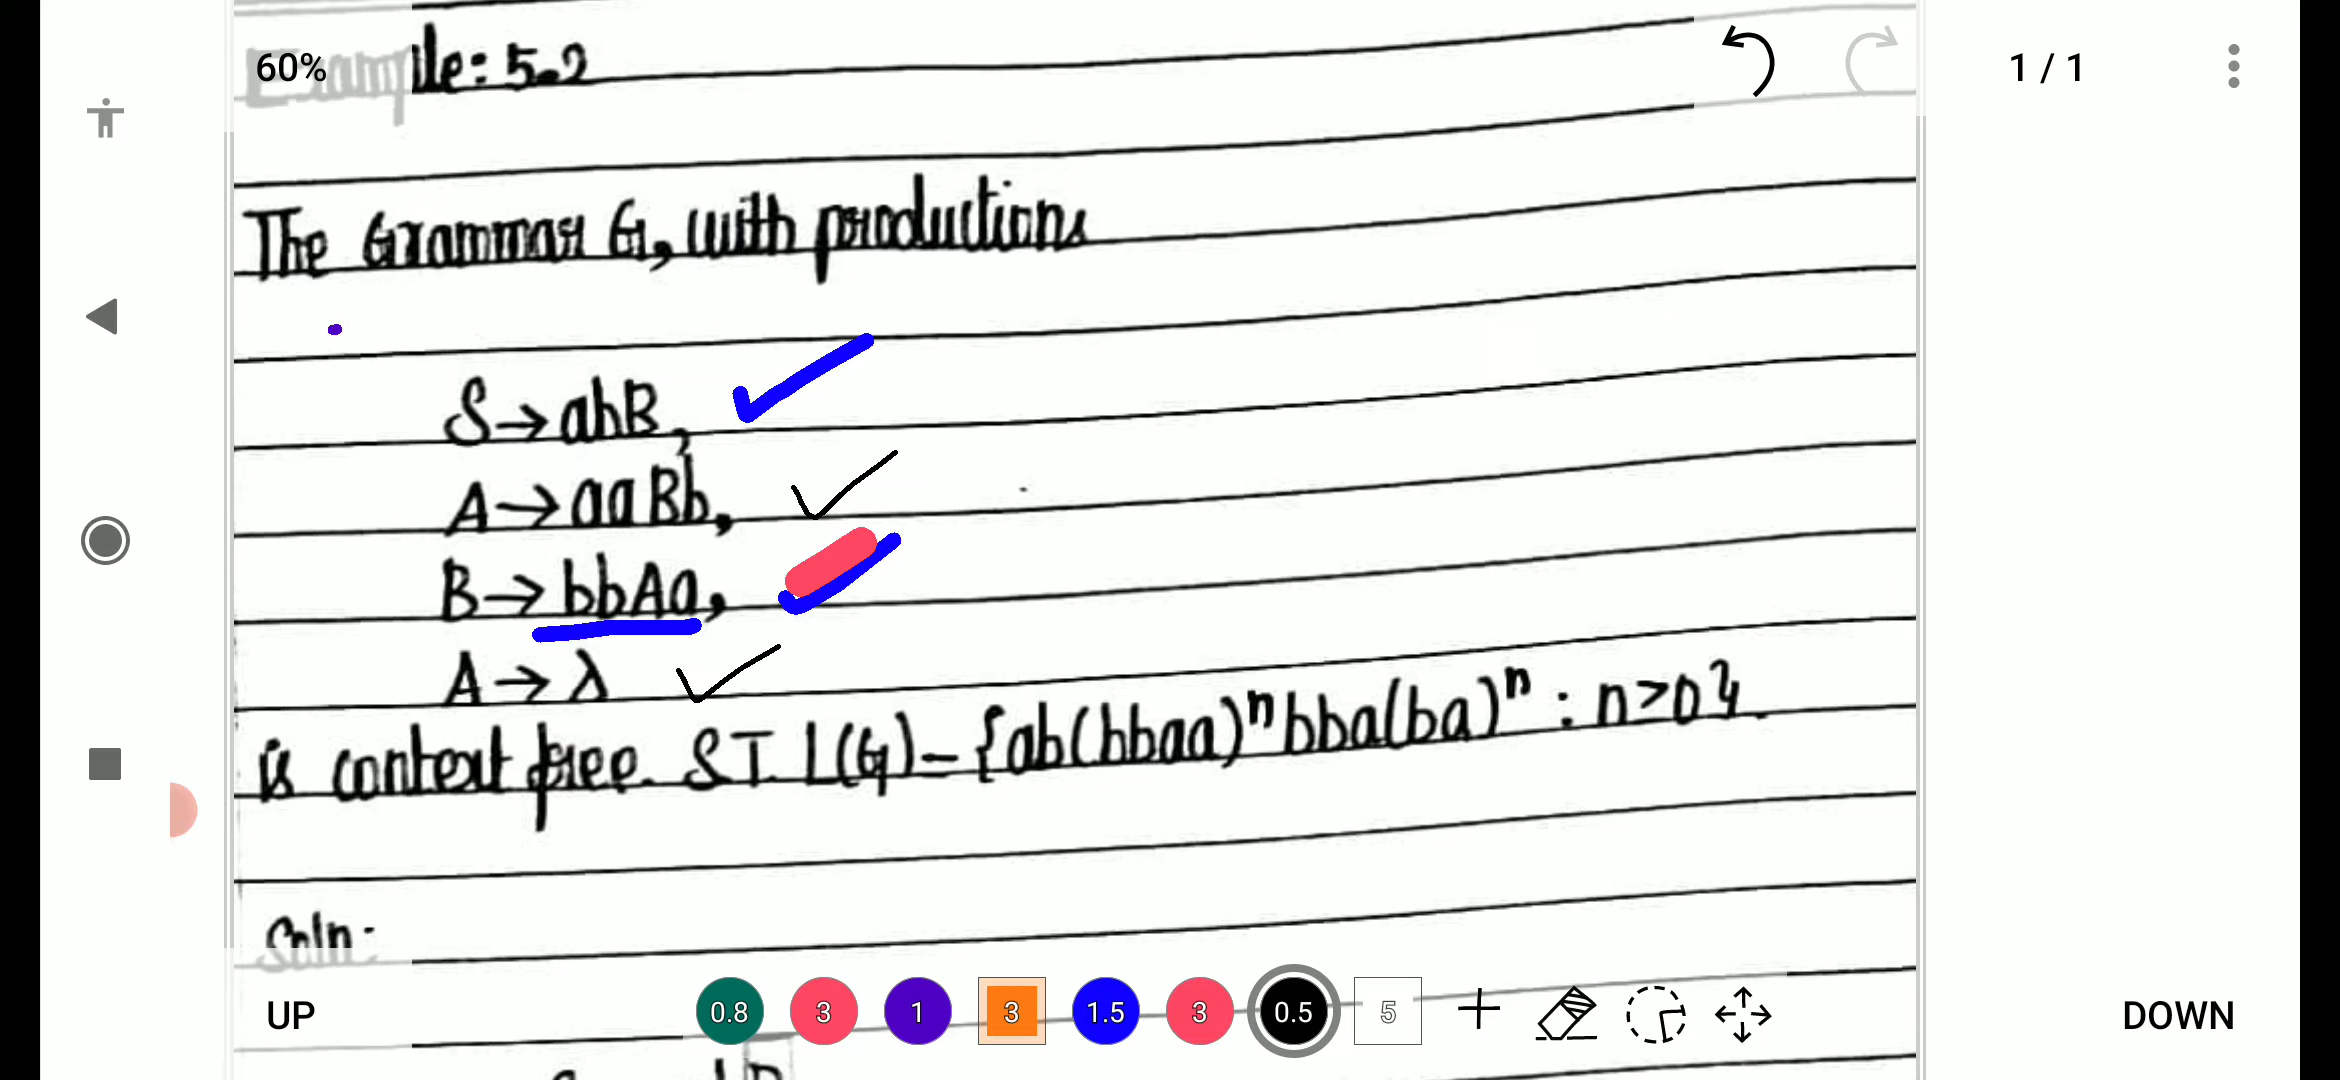 60%
Example: 5.2
1 / 1
The Grammar G, with productions
S→abB,
A→aaBb,
B→bbAa,
A→λ
is context free. ST. L(G)= {ab(bbaa)ⁿbba(ba)ⁿ : n>0}.
Soln:
UP
0.8
3
1
3
1.5
3
0.5
5
DOWN